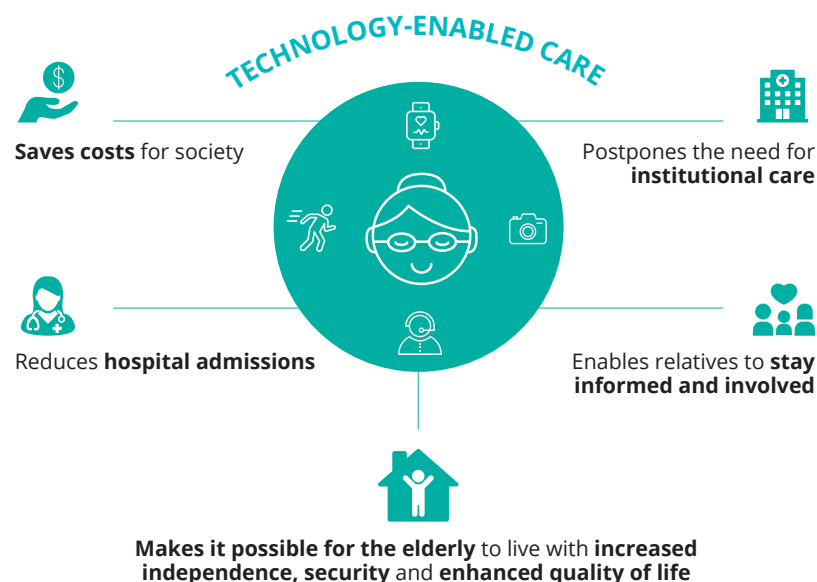 TECHNOLOGY-ENABLED CARE
$
Saves costs for society
Postpones the need for
institutional care
Reduces hospital admissions
Enables relatives to stay
informed and involved
Makes it possible for the elderly to live with increased
independence, security and enhanced quality of life